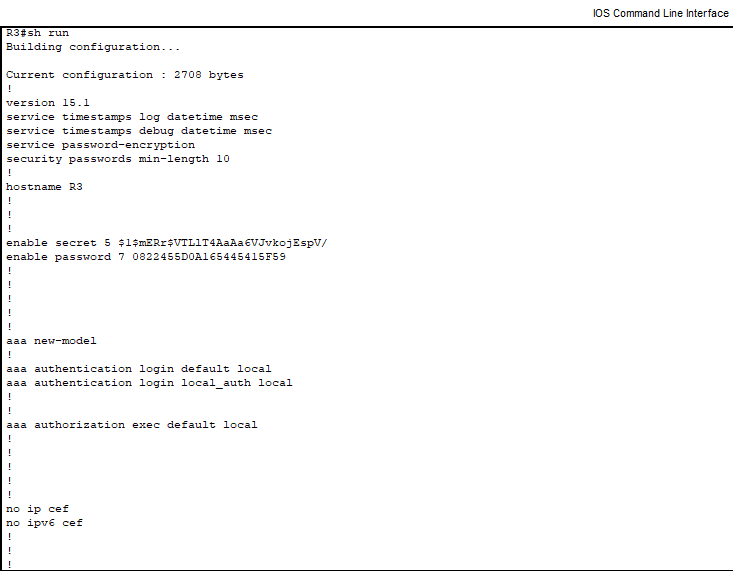 IOS Command Line Interface
R3#sh run
Building configuration...
Current configuration : 2708 bytes
!
version 15.1
service timestamps log datetime msec
service timestamps debug datetime msec
service password-encryption
security passwords min-length 10
!
hostname R3
!
!
!
enable secret 5 $1$mERr$VTL1T4AaAa6VJvkojEspV/
enable password 7 0822455D0A165445415F59
!
!
!
!
!
aaa new-model
!
aaa authentication login default local
aaa authentication login local_auth local
!
!
aaa authorization exec default local
!
!
!
!
!
no ip cef
no ipv6 cef
!
!
!